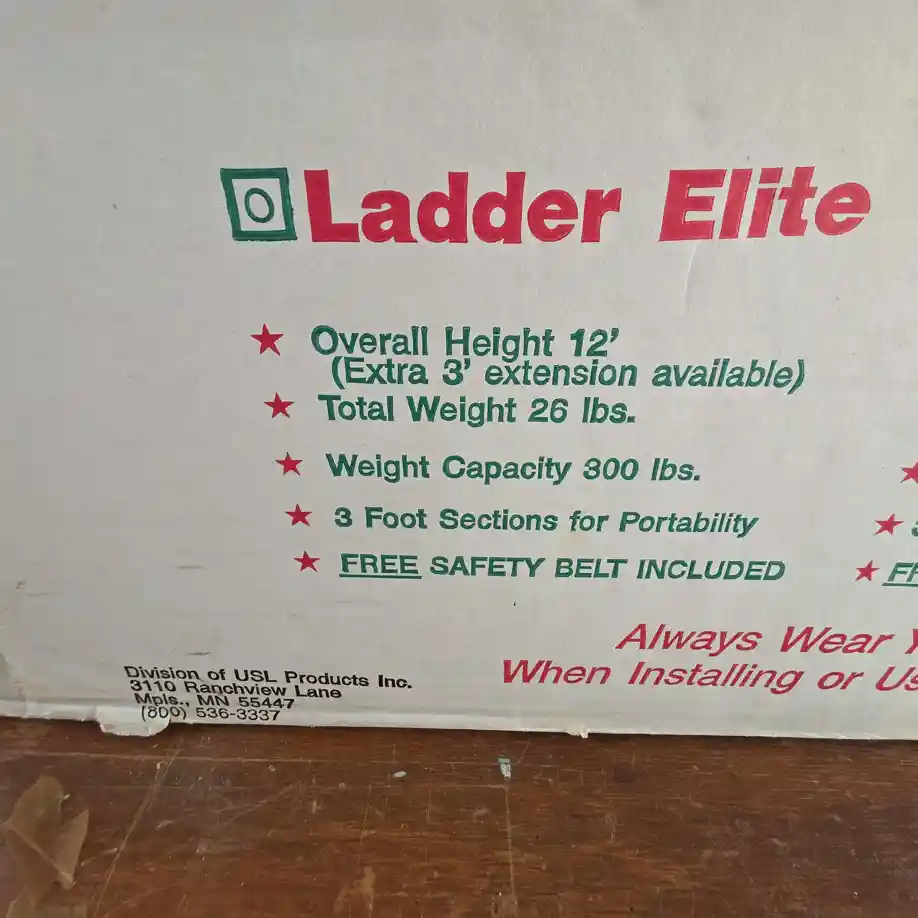 Ladder Elite
Overall Height 12'
(Extra 3' extension available)
Total Weight 26 lbs.
Weight Capacity 300 lbs.
3 Foot Sections for Portability
FREE SAFETY BELT INCLUDED
Always Wear
When Installing or
Division of USL Products Inc.
3110 Ranchview Lane
Mpls., MN 55447
(800) 536-3337